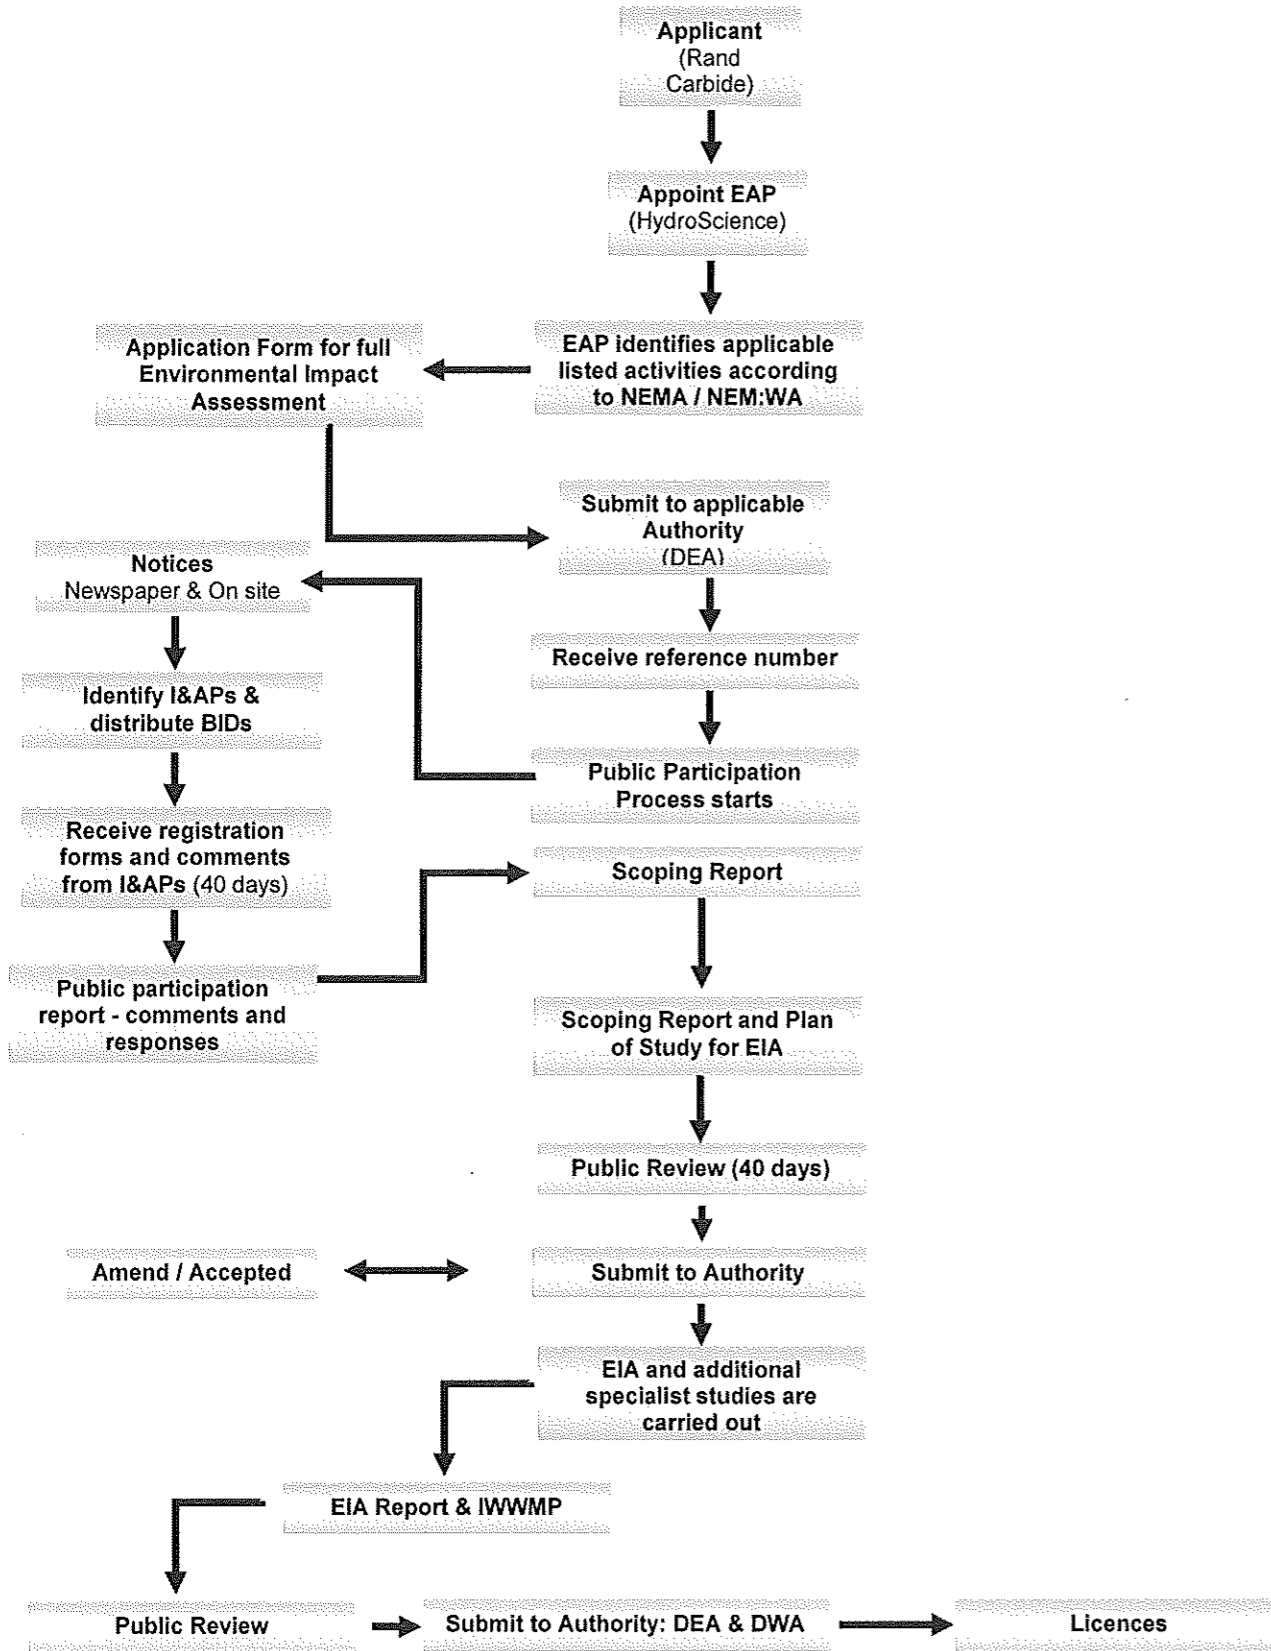 Applicant
(Rand
Carbide)
Appoint EAP
(HydroScience)
EAP identifies applicable
listed activities according
to NEMA / NEM:WA
Application Form for full
Environmental Impact
Assessment
Submit to applicable
Authority
(DEA)
Receive reference number
Public Participation
Process starts
Notices
Newspaper & On site
Identify I&APs &
distribute BIDs
Receive registration
forms and comments
from I&APs (40 days)
Public participation
report - comments and
responses
Scoping Report
Scoping Report and Plan
of Study for EIA
Public Review (40 days)
Submit to Authority
Amend / Accepted
EIA and additional
specialist studies are
carried out
EIA Report & IWWMP
Public Review
Submit to Authority: DEA & DWA
Licences